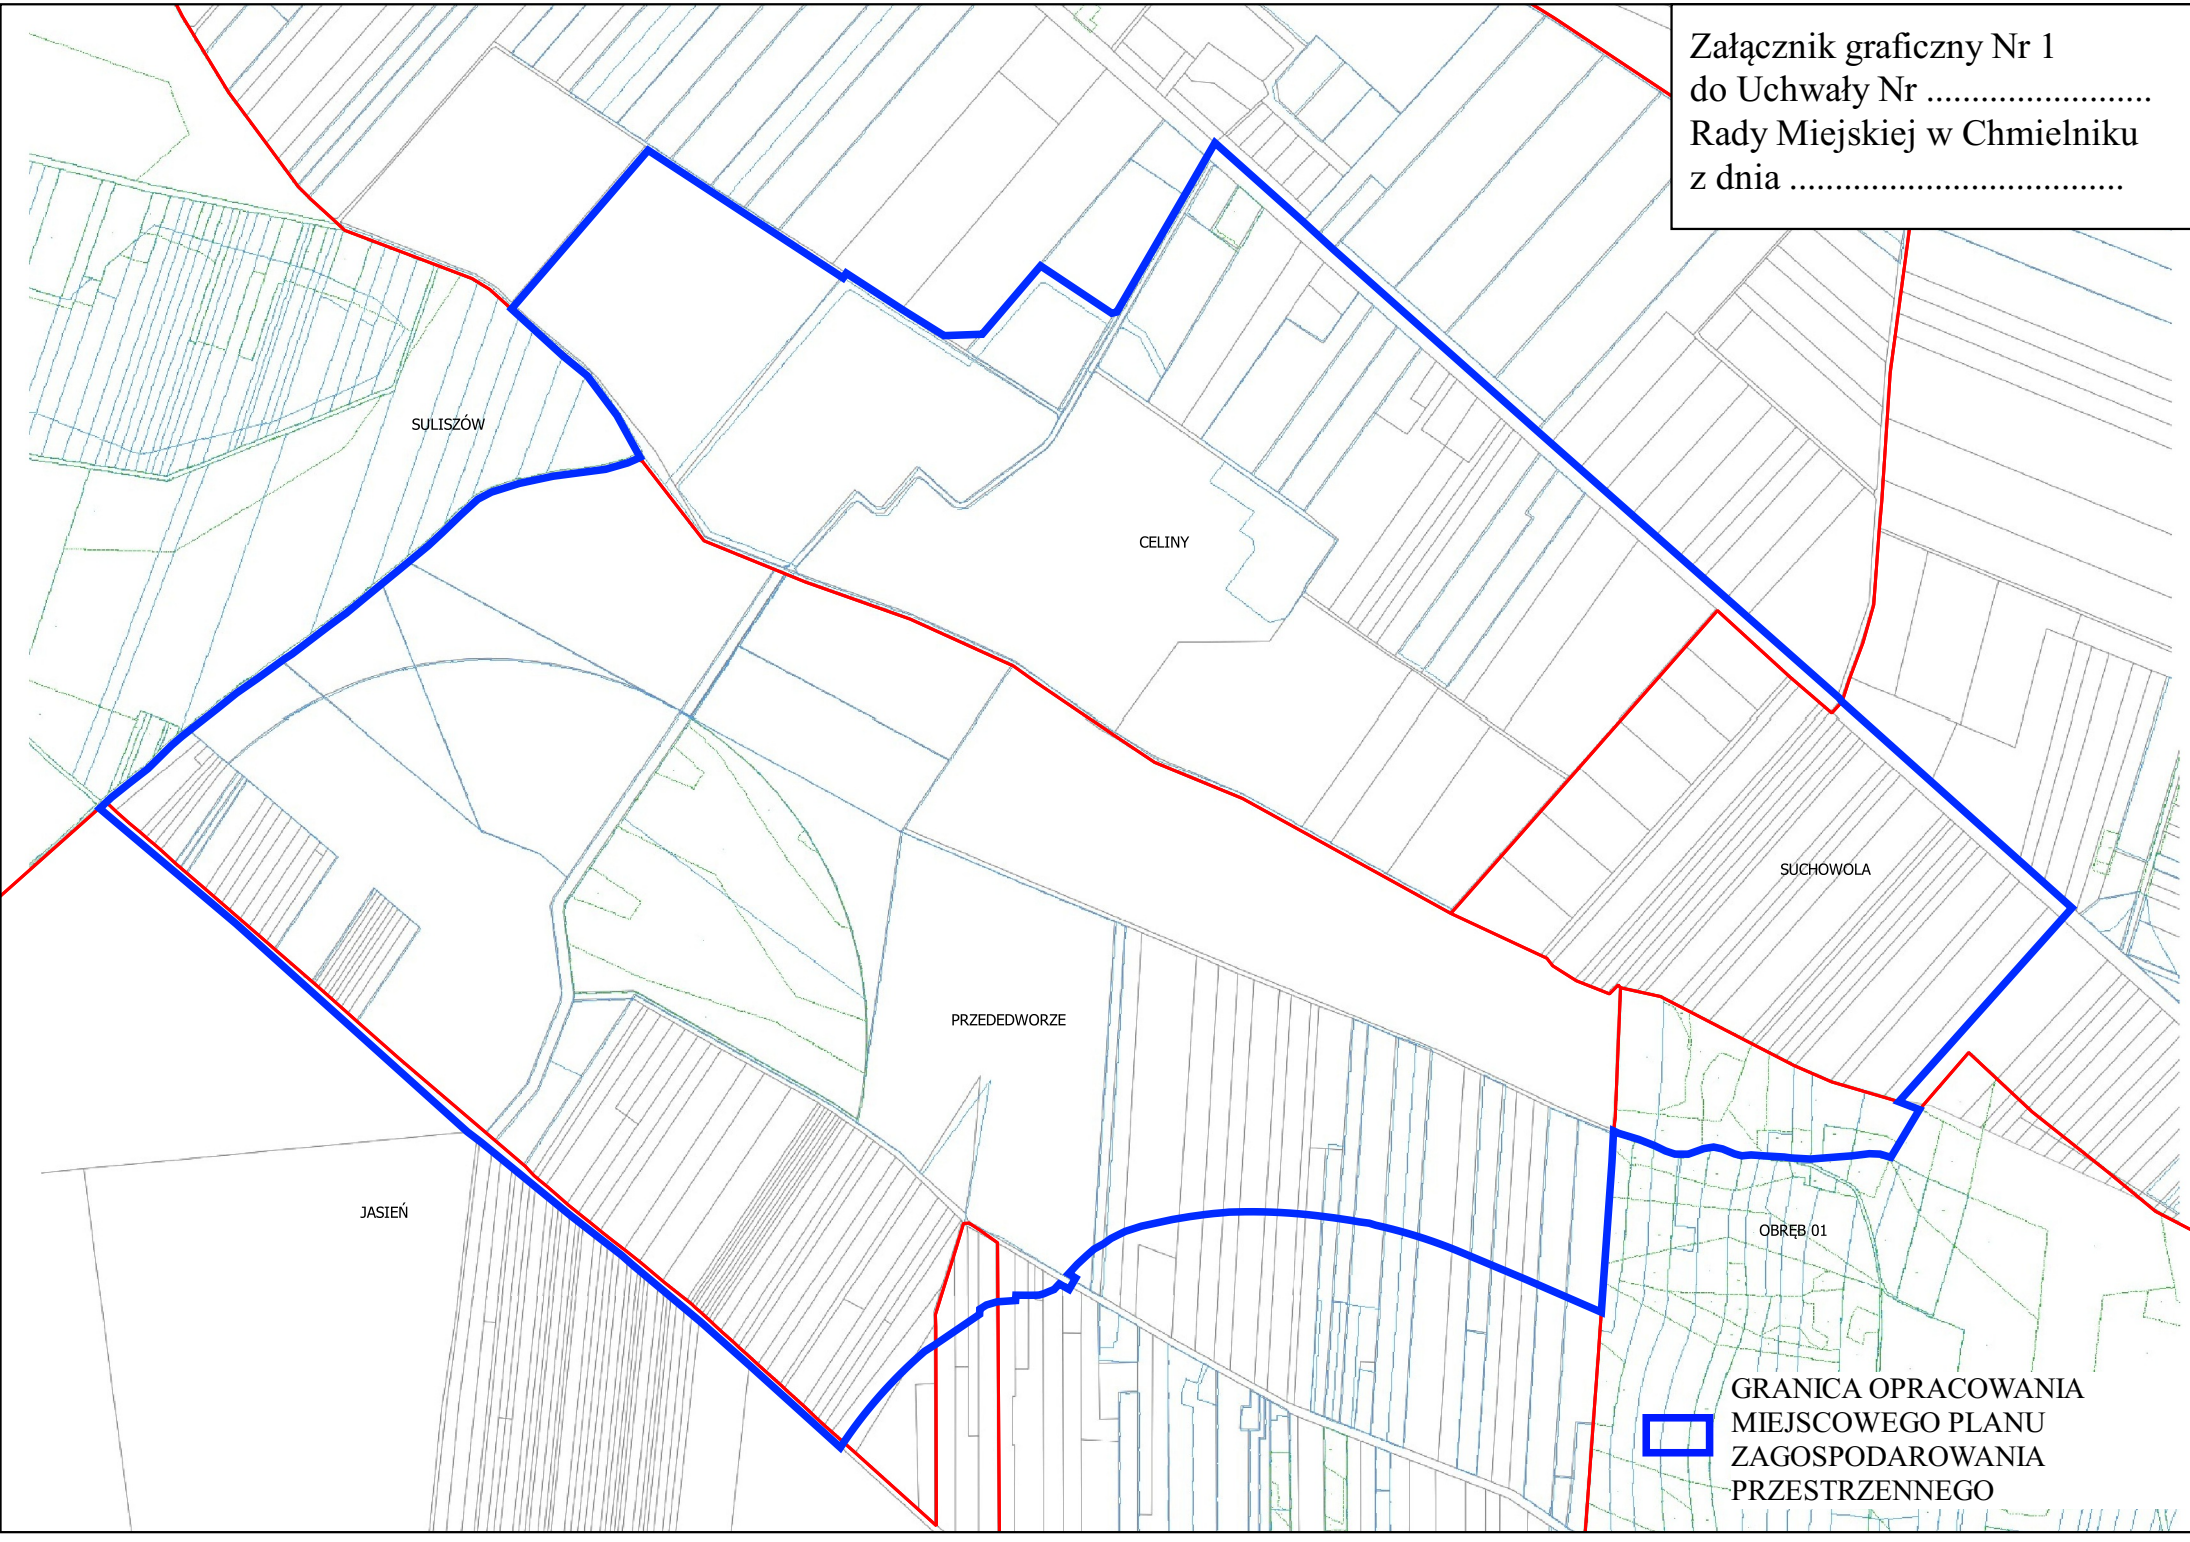 Załącznik graficzny Nr 1
do Uchwały Nr .........................
Rady Miejskiej w Chmielniku
z dnia .....................................
SULISZÓW
CELINY
SUCHOWOLA
PRZEDEDWORZE
JASIEŃ
OBRĘB 01
GRANICA OPRACOWANIA
MIEJSCOWEGO PLANU
ZAGOSPODAROWANIA
PRZESTRZENNEGO